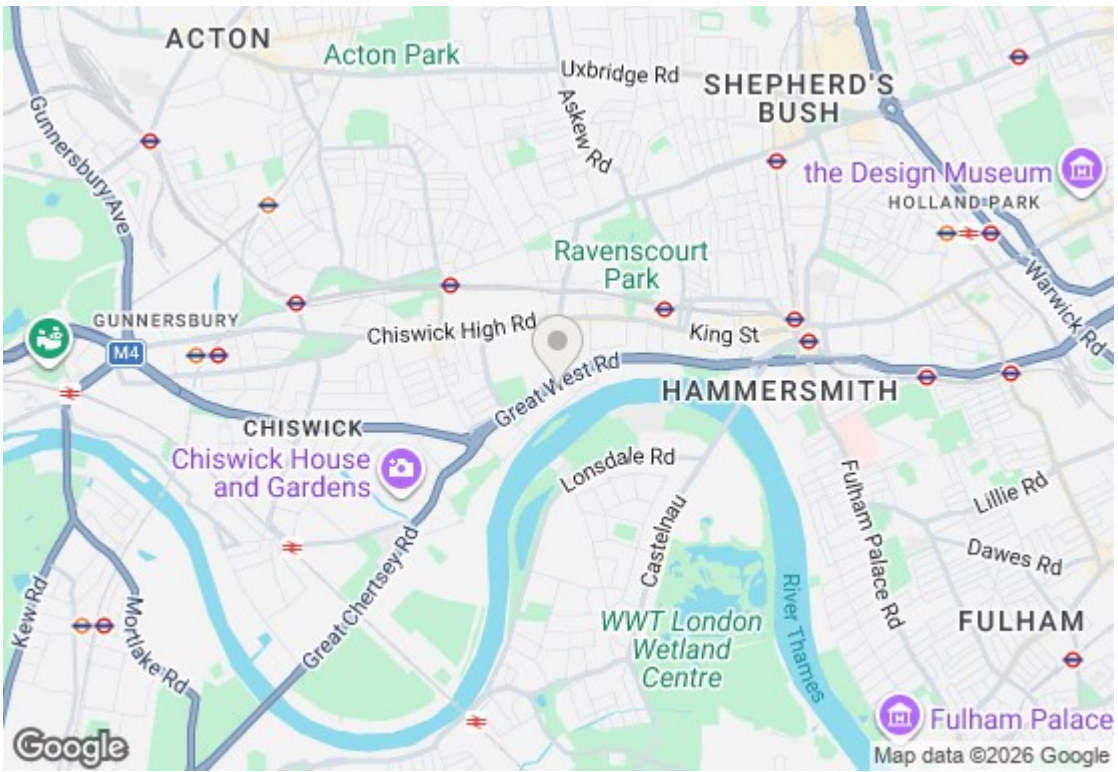 ACTON
Acton Park
Uxbridge Rd
SHEPHERD'S
BUSH
Askew Rd
Gunnersbury Ave
the Design Museum
HOLLAND PARK
Ravenscourt
Park
Warwick Rd
GUNNERSBURY
Chiswick High Rd
King St
M4
Great West Rd
HAMMERSMITH
CHISWICK
Chiswick House
and Gardens
Lonsdale Rd
Fulham Palace Rd
Lillie Rd
Castelnau
Dawes Rd
Great Chertsey Rd
River Thames
Kew Rd
Mortlake Rd
WWT London
Wetland
Centre
FULHAM
Fulham Palace
Google
Map data ©2026 Google